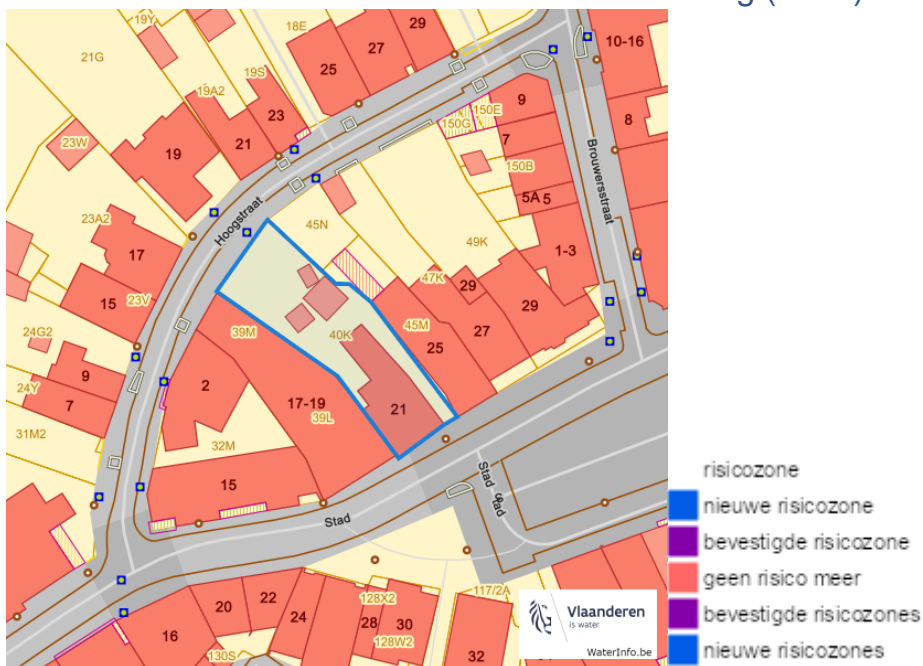 19Y
18E
27
29
10-16
21G
25
19S
19A2
23
9
8
150E
150G
7
23W
19
21
150B
Brouwersstraat
5A 5
23A2
Hoogstraat
45N
49K
1-3
17
47K
29
15
23V
29
24G2
39M
40K
45M
27
9
25
24Y
7
2
17-19
21
39L
31M2
32M
15
Stad
Stad
Stad
risicozone
nieuwe risicozone
bevestigde risicozone
geen risico meer
bevestigde risicozones
nieuwe risicozones
117/2A
20
22
24
128X2
28
30
128W2
16
130S
32
Vlaanderen
is water
WaterInfo.be